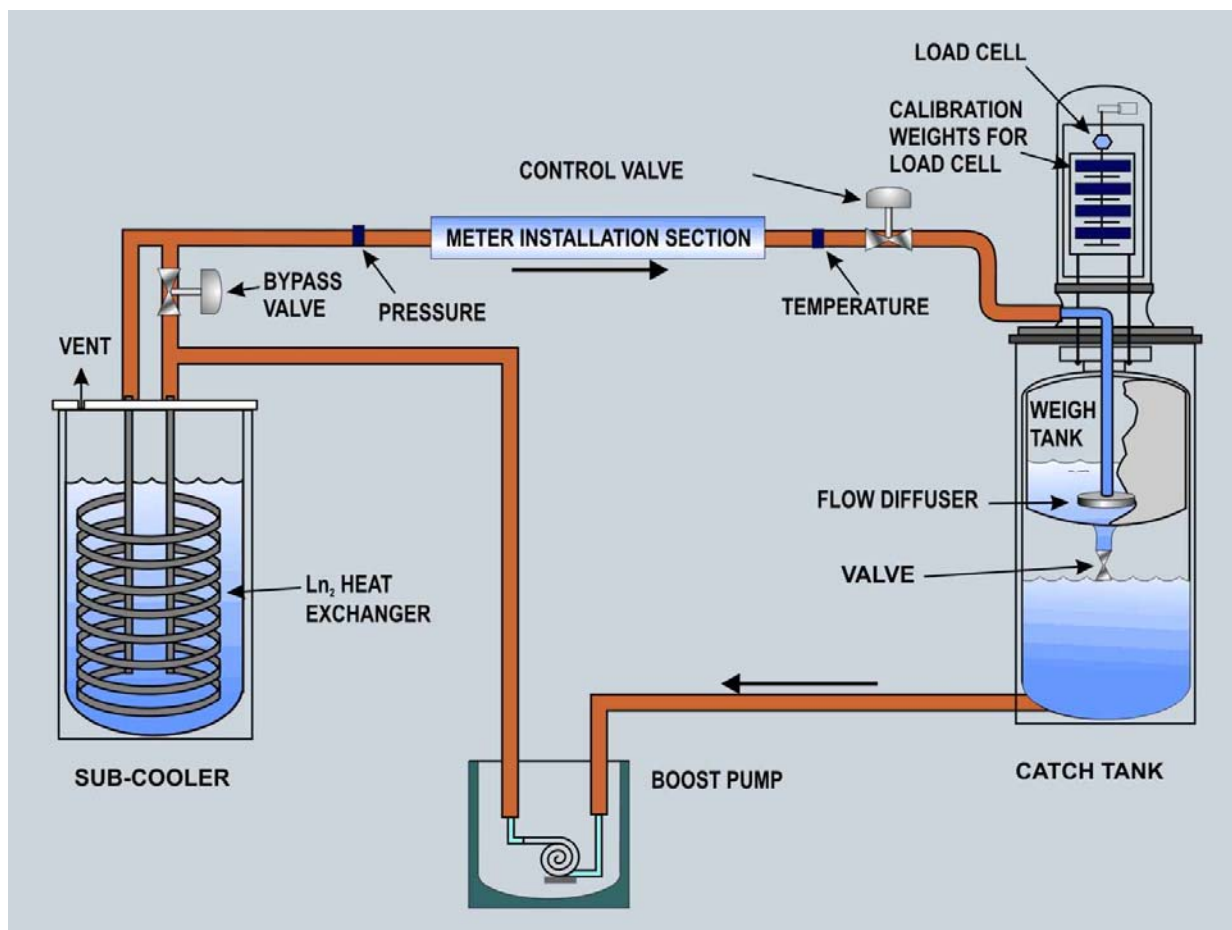 LOAD CELL
CALIBRATION
WEIGHTS FOR
LOAD CELL
CONTROL VALVE
METER INSTALLATION SECTION
BYPASS
VALVE
PRESSURE
TEMPERATURE
VENT
WEIGH
TANK
FLOW DIFFUSER
VALVE
Ln₂ HEAT
EXCHANGER
SUB-COOLER
BOOST PUMP
CATCH TANK